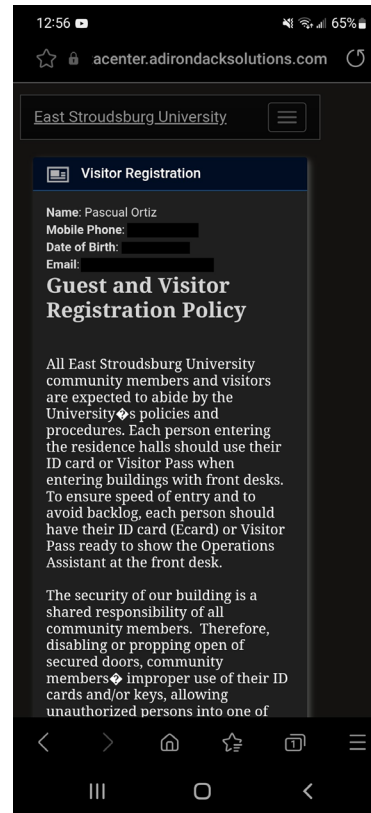 12:56 65%
acenter.adirondacksolutions.com
East Stroudsburg University
Visitor Registration
Name: Pascual Ortiz
Mobile Phone:
Date of Birth:
Email:
Guest and Visitor
Registration Policy
All East Stroudsburg University
community members and visitors
are expected to abide by the
University�s policies and
procedures. Each person entering
the residence halls should use their
ID card or Visitor Pass when
entering buildings with front desks.
To ensure speed of entry and to
avoid backlog, each person should
have their ID card (Ecard) or Visitor
Pass ready to show the Operations
Assistant at the front desk.
The security of our building is a
shared responsibility of all
community members. Therefore,
disabling or propping open of
secured doors, community
members� improper use of their ID
cards and/or keys, allowing
unauthorized persons into one of
1